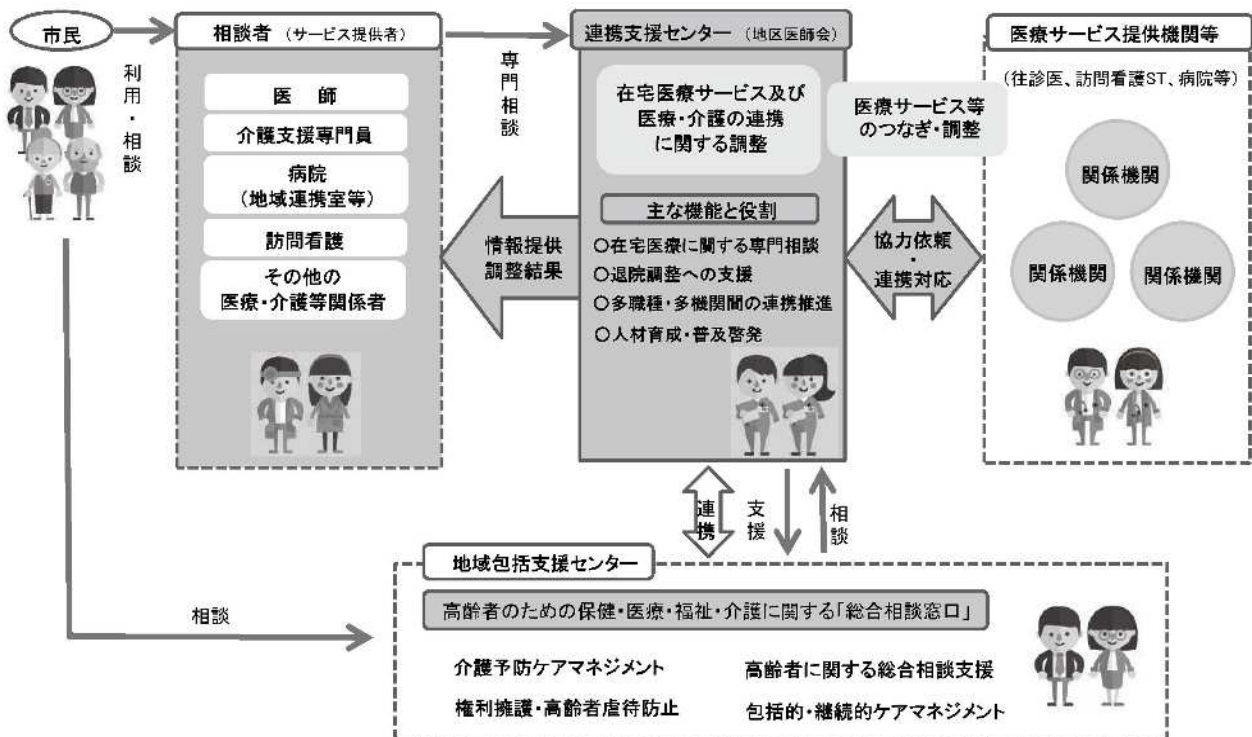 市民
利用・相談
相談者 （サービス提供者）
医　師
介護支援専門員
病院
（地域連携室等）
訪問看護
その他の
医療・介護等関係者
専門相談
情報提供
調整結果
連携支援センター （地区医師会）
在宅医療サービス及び
医療・介護の連携
に関する調整
主な機能と役割
○在宅医療に関する専門相談
○退院調整への支援
○多職種・多機関間の連携推進
○人材育成・普及啓発
医療サービス等
のつなぎ・調整
協力依頼
・
連携対応
医療サービス提供機関等
（往診医、訪問看護ST、病院等）
関係機関
関係機関
関係機関
連携
支援
相談
相談
地域包括支援センター
高齢者のための保健・医療・福祉・介護に関する「総合相談窓口」
介護予防ケアマネジメント
高齢者に関する総合相談支援
権利擁護・高齢者虐待防止
包括的・継続的ケアマネジメント